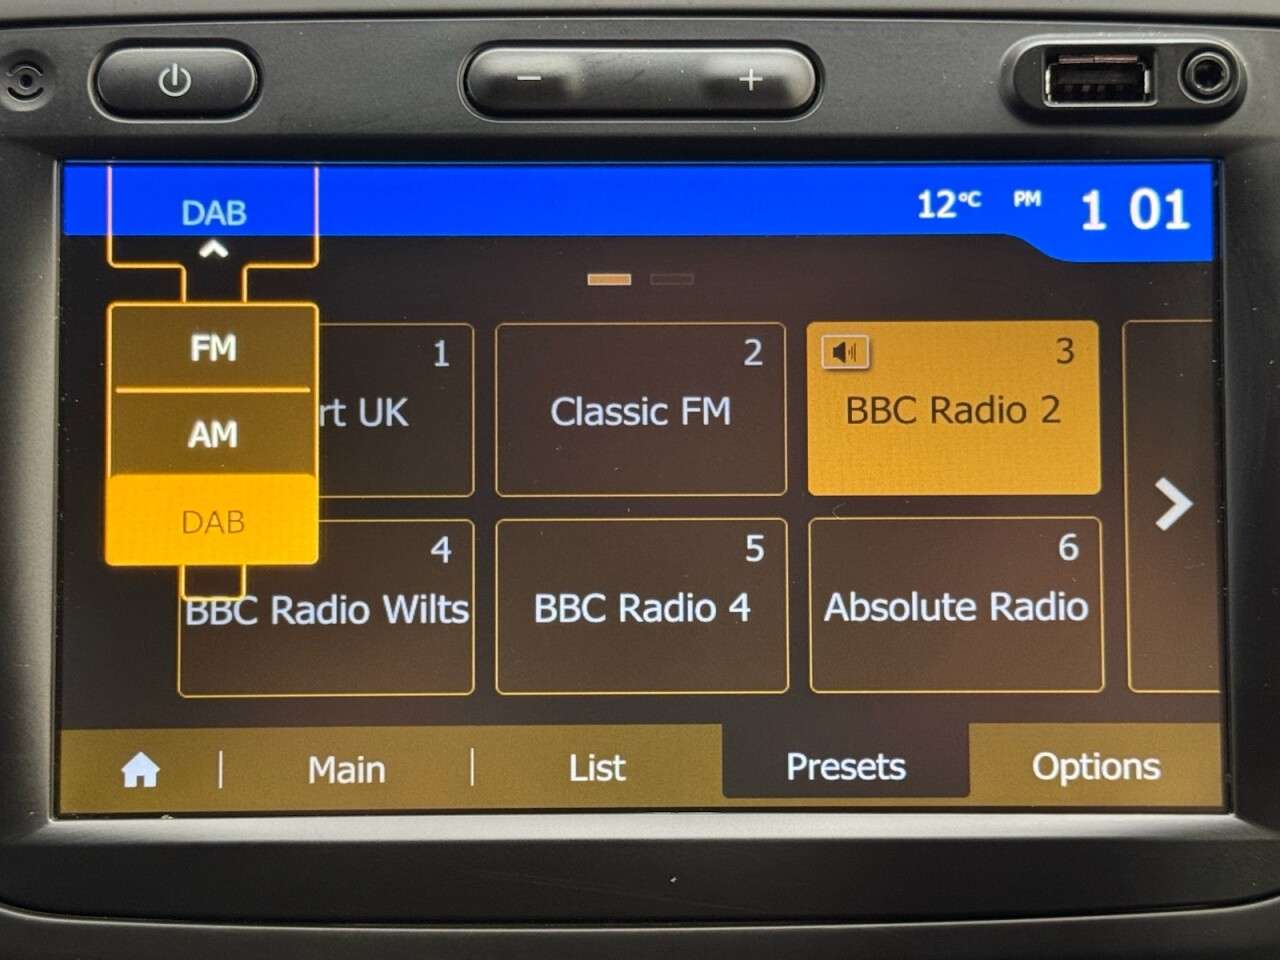 DAB
12°C PM 1 01
FM
AM
DAB
1
rt UK
2
Classic FM
3
BBC Radio 2
4
BBC Radio Wilts
5
BBC Radio 4
6
Absolute Radio
Main
List
Presets
Options